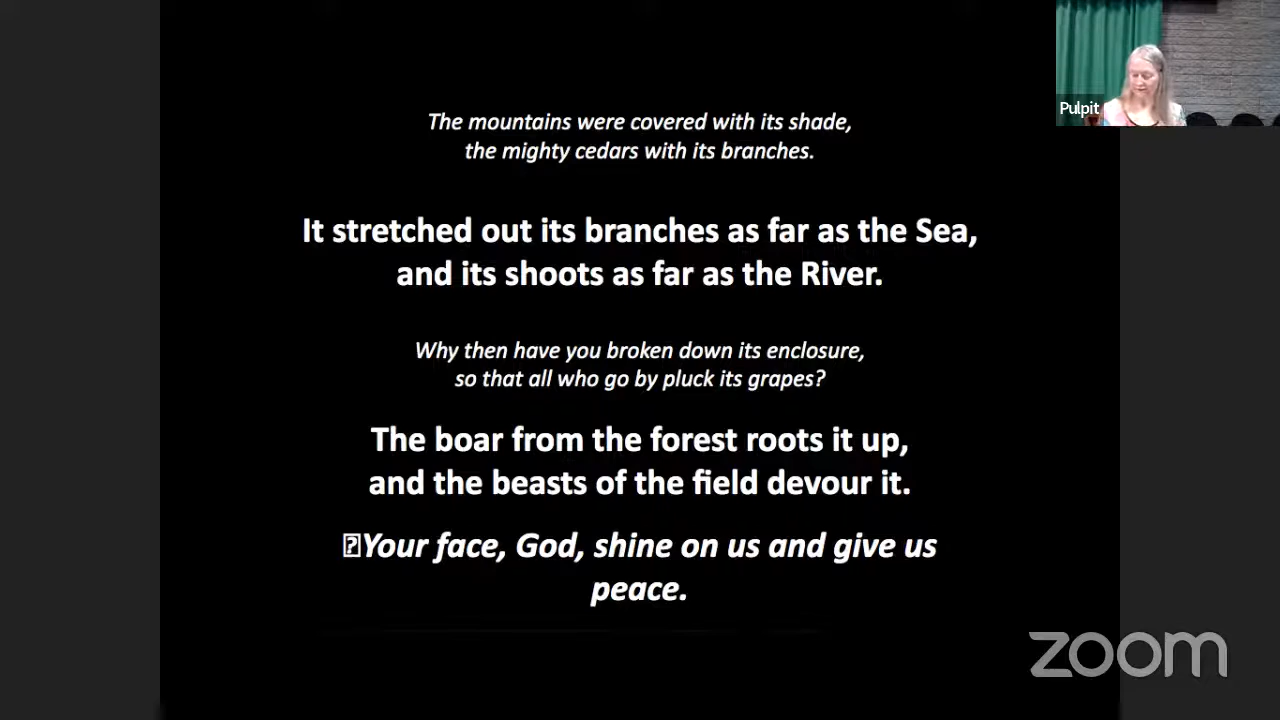 The mountains were covered with its shade,
the mighty cedars with its branches.
It stretched out its branches as far as the Sea,
and its shoots as far as the River.
Why then have you broken down its enclosure,
so that all who go by pluck its grapes?
The boar from the forest roots it up,
and the beasts of the field devour it.
Your face, God, shine on us and give us
peace.
Pulpit
zoom